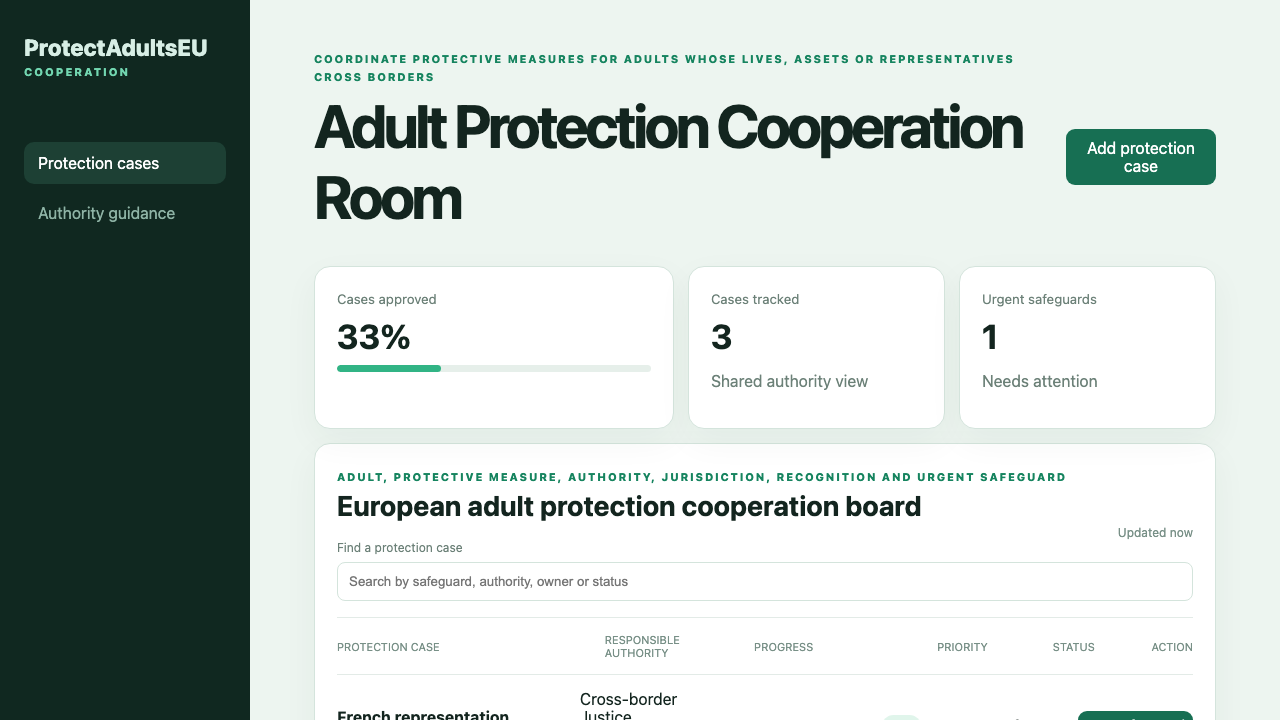 ProtectAdultsEU
COOPERATION
Protection cases
Authority guidance
COORDINATE PROTECTIVE MEASURES FOR ADULTS WHOSE LIVES, ASSETS OR REPRESENTATIVES
CROSS BORDERS
Adult Protection Cooperation
Room
Add protection
case
Cases approved
33%
Cases tracked
3
Shared authority view
Urgent safeguards
1
Needs attention
ADULT, PROTECTIVE MEASURE, AUTHORITY, JURISDICTION, RECOGNITION AND URGENT SAFEGUARD
European adult protection cooperation board
Updated now
Find a protection case
Search by safeguard, authority, owner or status
PROTECTION CASE
RESPONSIBLE
AUTHORITY
PROGRESS
PRIORITY
STATUS
ACTION
French representation
Cross-border
Justice